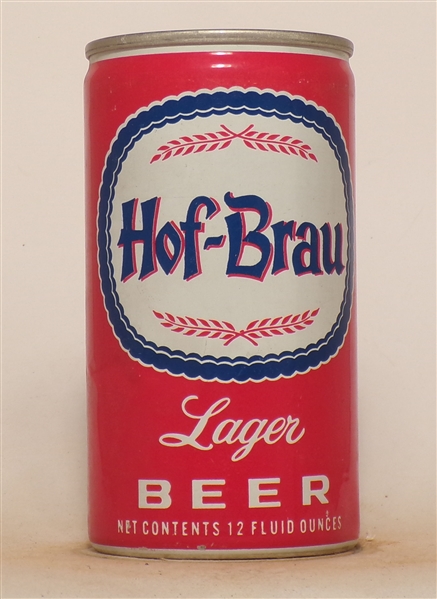 Hof-Brau
Lager
BEER
NET CONTENTS 12 FLUID OUNCES